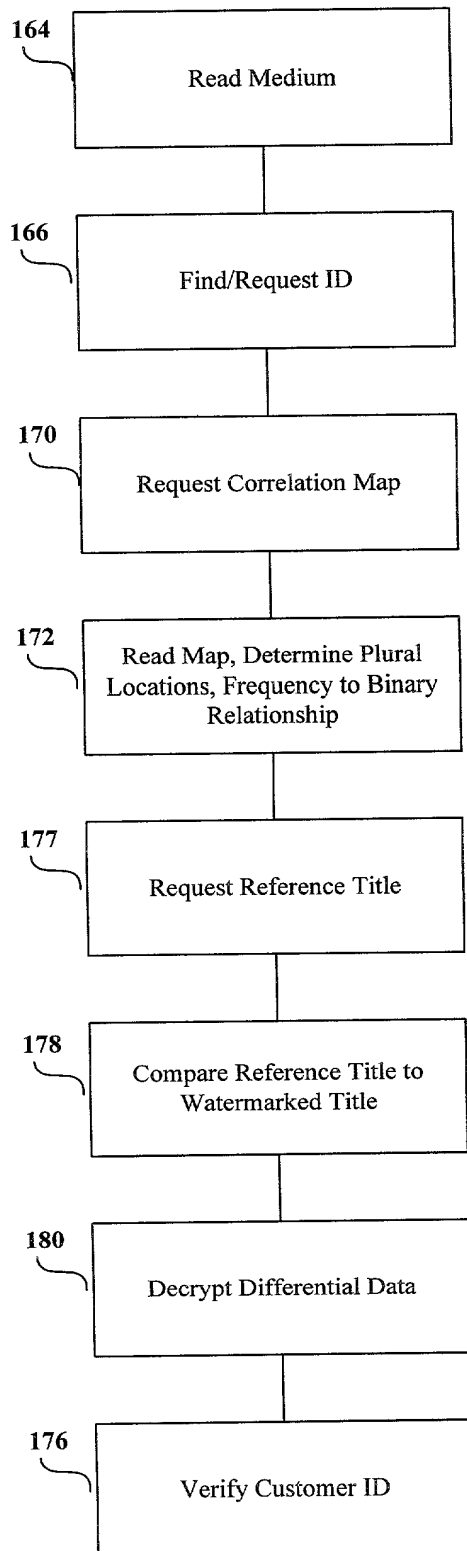 164
Read Medium
166
Find/Request ID
170
Request Correlation Map
172
Read Map, Determine Plural
Locations, Frequency to Binary
Relationship
177
Request Reference Title
178
Compare Reference Title to
Watermarked Title
180
Decrypt Differential Data
176
Verify Customer ID